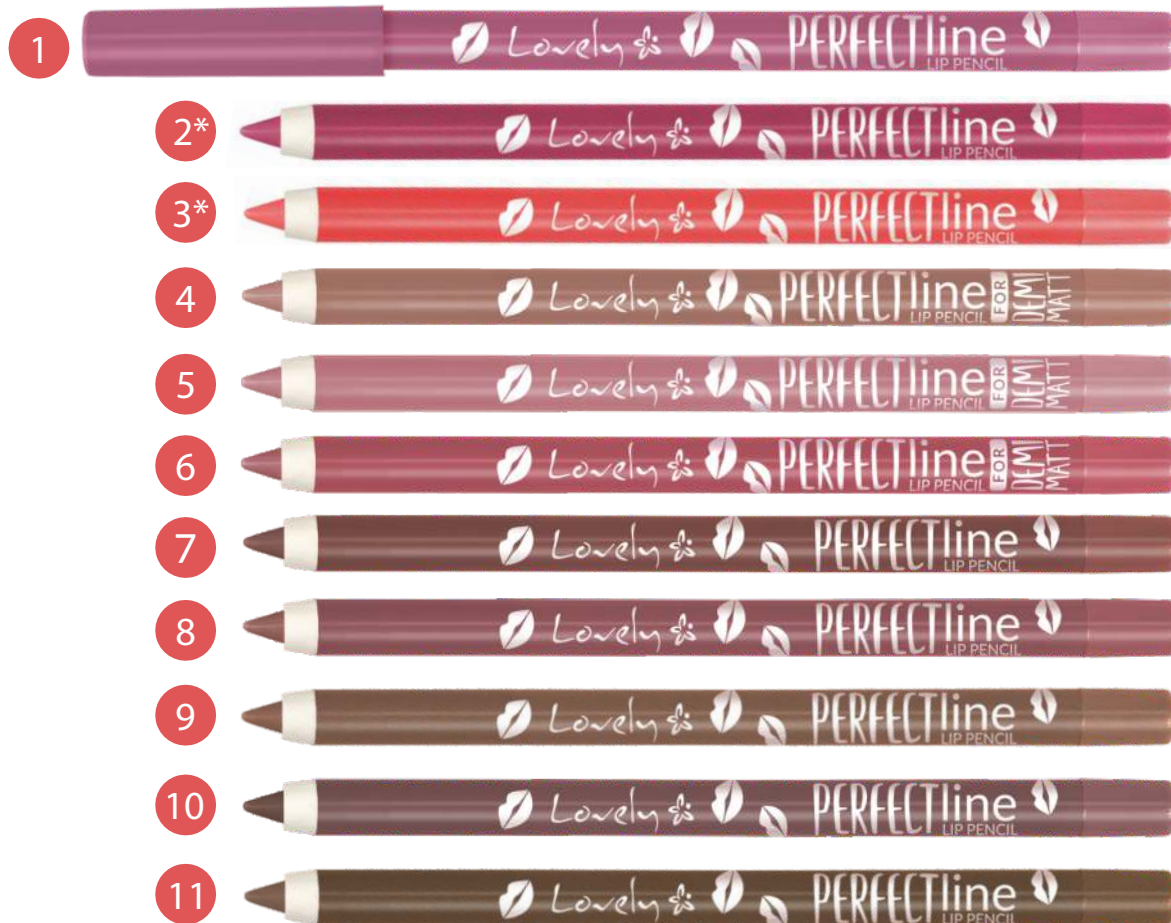 1 Lovely PERFECTline
LIP PENCIL
2* Lovely PERFECTline
LIP PENCIL
3* Lovely PERFECTline
LIP PENCIL
4 Lovely PERFECTline FOR DEMI MATT
LIP PENCIL
5 Lovely PERFECTline FOR DEMI MATT
LIP PENCIL
6 Lovely PERFECTline FOR DEMI MATT
LIP PENCIL
7 Lovely PERFECTline
LIP PENCIL
8 Lovely PERFECTline
LIP PENCIL
9 Lovely PERFECTline
LIP PENCIL
10 Lovely PERFECTline
LIP PENCIL
11 Lovely PERFECTline
LIP PENCIL